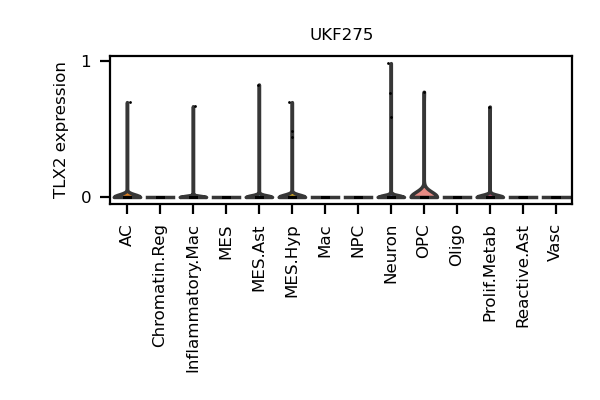 UKF275
TLX2 expression
1
0
AC
Chromatin.Reg
Inflammatory.Mac
MES
MES.Ast
MES.Hyp
Mac
NPC
Neuron
OPC
Oligo
Prolif.Metab
Reactive.Ast
Vasc